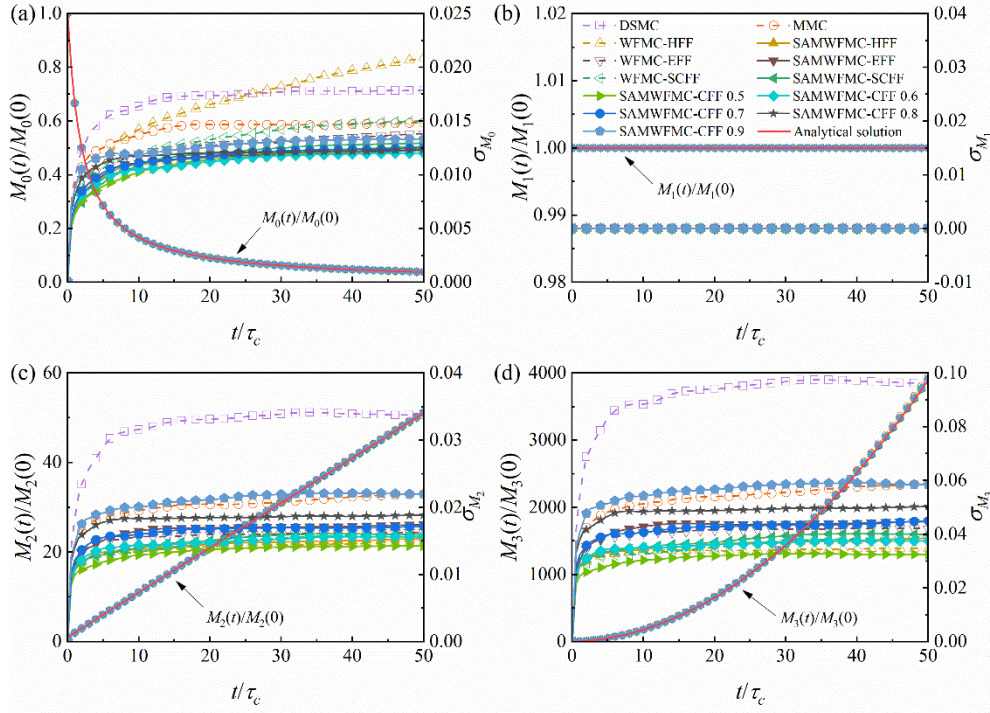 (a)
M₀(t)/M₀(0)
1.0
0.8
0.6
0.4
0.2
0.0
0.025
0.020
0.015
0.010
0.005
0.000
σ_M₀
M₀(t)/M₀(0)
0 10 20 30 40 50
t/τ_c
(b)
M₁(t)/M₁(0)
1.02
1.01
1.00
0.99
0.98
0.04
0.03
0.02
0.01
0.00
-0.01
σ_M₁
DSMC MMC
WFMC-HFF SAMWFMC-HFF
WFMC-EFF SAMWFMC-EFF
WFMC-SCFF SAMWFMC-SCFF
SAMWFMC-CFF 0.5 SAMWFMC-CFF 0.6
SAMWFMC-CFF 0.7 SAMWFMC-CFF 0.8
SAMWFMC-CFF 0.9 Analytical solution
M₁(t)/M₁(0)
0 10 20 30 40 50
t/τ_c
(c)
M₂(t)/M₂(0)
60
40
20
0
0.04
0.03
0.02
0.01
0.00
σ_M₂
M₂(t)/M₂(0)
0 10 20 30 40 50
t/τ_c
(d)
M₃(t)/M₃(0)
4000
3000
2000
1000
0
0.10
0.08
0.06
0.04
0.02
0.00
σ_M₃
M₃(t)/M₃(0)
0 10 20 30 40 50
t/τ_c